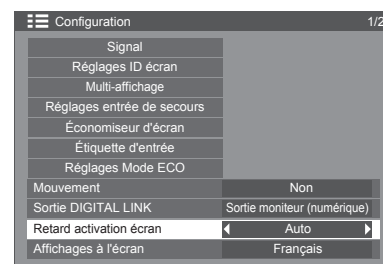 Configuration 1/2
Signal
Réglages ID écran
Multi-affichage
Réglages entrée de secours
Économiseur d'écran
Étiquette d'entrée
Réglages Mode ECO
Mouvement Non
Sortie DIGITAL LINK Sortie moniteur (numérique)
Retard activation écran Auto
Affichages à l'écran Français